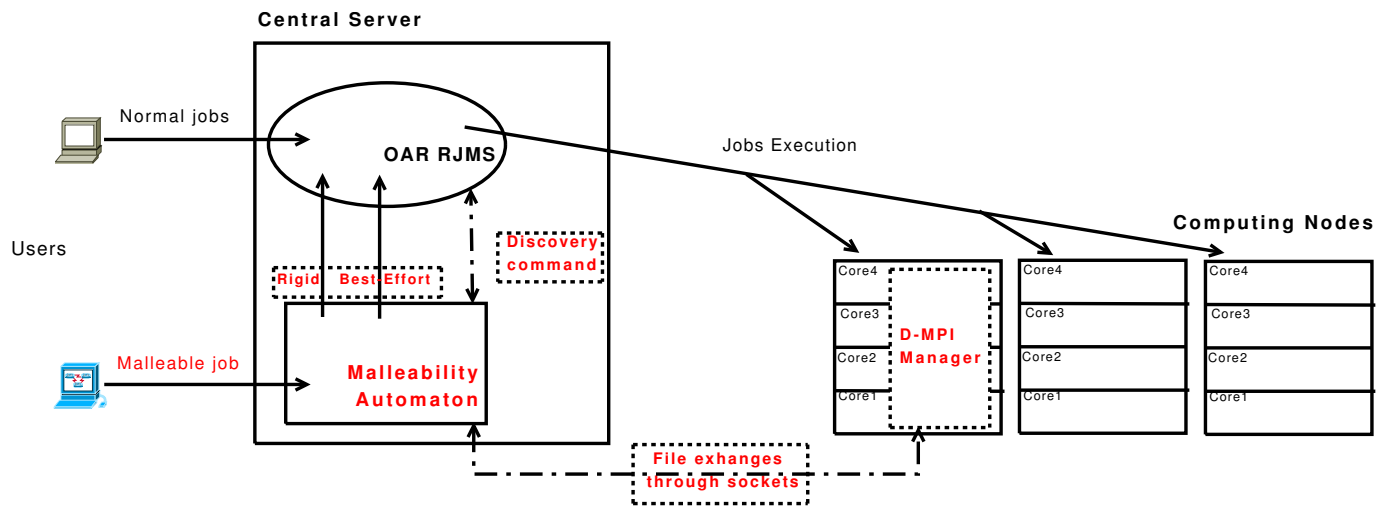 Central Server
Normal jobs
OAR RJMS
Jobs Execution
Users
Computing Nodes
Discovery
command
Rigid
Best-Effort
Malleable job
Malleability
Automaton
Core4
Core3
Core2
Core1
D-MPI
Manager
Core4
Core3
Core2
Core1
Core4
Core3
Core2
Core1
File exhanges
through sockets